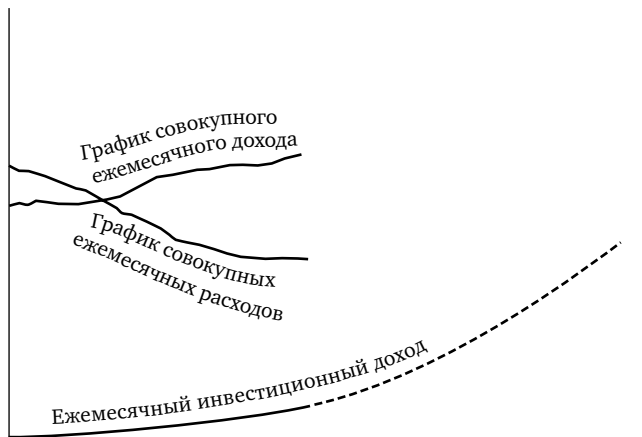 График совокупного
ежемесячного дохода
График совокупных
ежемесячных расходов
Ежемесячный инвестиционный доход